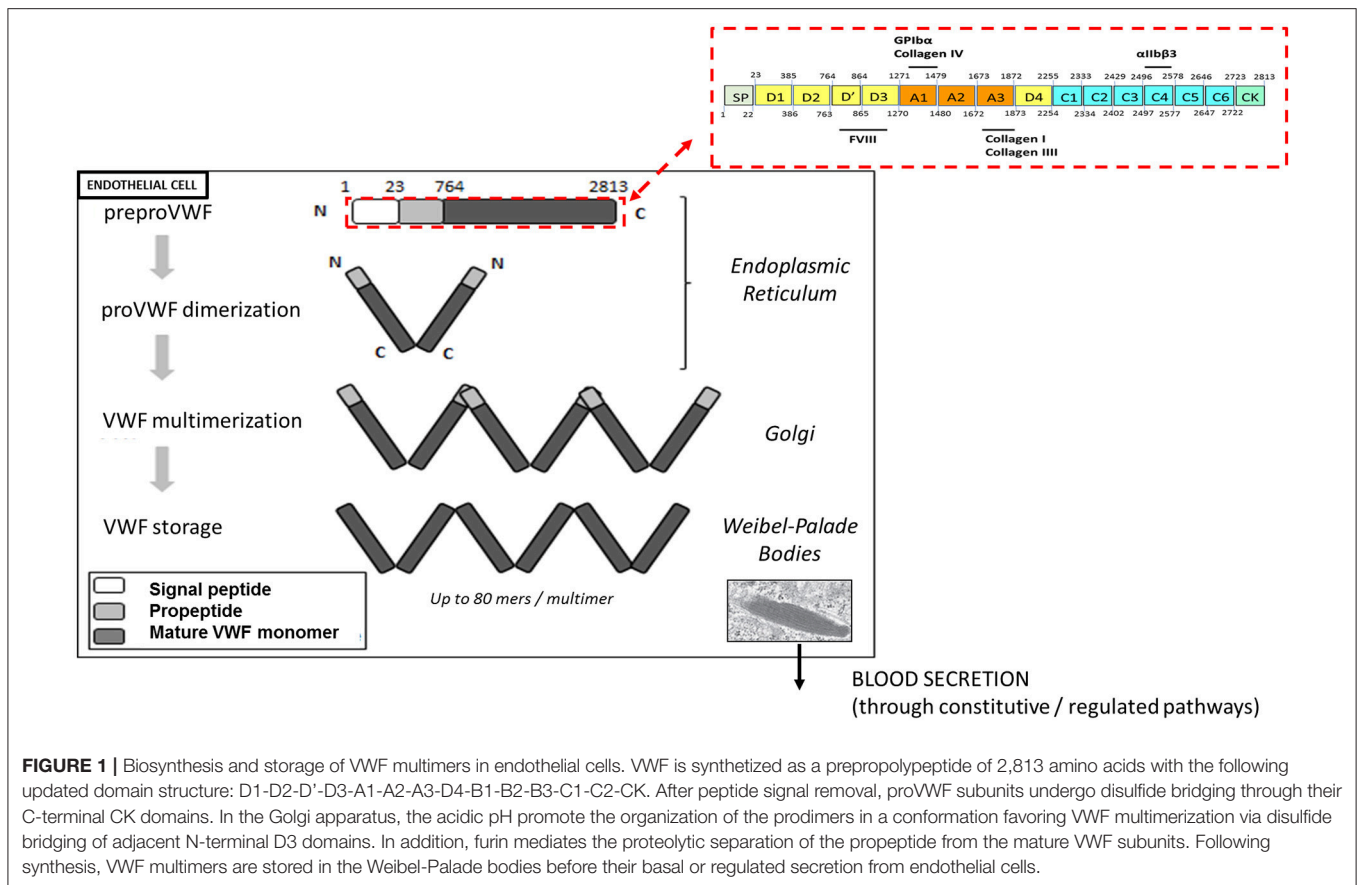 GPIbα
Collagen IV
αIIbβ3
23 385 764 864 1271 1479 1673 1872 2255 2333 2429 2496 2578 2646 2723 2813
SP D1 D2 D' D3 A1 A2 A3 D4 C1 C2 C3 C4 C5 C6 CK
1 22 386 763 865 1270 1480 1672 1873 2254 2334 2402 2497 2577 2647 2722
FVIII
Collagen I
Collagen IIII
ENDOTHELIAL CELL
1 23 764 2813
preproVWF
N C
N N
Endoplasmic
Reticulum
proVWF dimerization
C C
VWF multimerization
Golgi
VWF storage
Weibel-Palade
Bodies
Signal peptide
Propeptide
Mature VWF monomer
Up to 80 mers / multimer
BLOOD SECRETION
(through constitutive / regulated pathways)
FIGURE 1 | Biosynthesis and storage of VWF multimers in endothelial cells. VWF is synthetized as a prepropolypeptide of 2,813 amino acids with the following
updated domain structure: D1-D2-D'-D3-A1-A2-A3-D4-B1-B2-B3-C1-C2-CK. After peptide signal removal, proVWF subunits undergo disulfide bridging through their
C-terminal CK domains. In the Golgi apparatus, the acidic pH promote the organization of the prodimers in a conformation favoring VWF multimerization via disulfide
bridging of adjacent N-terminal D3 domains. In addition, furin mediates the proteolytic separation of the propeptide from the mature VWF subunits. Following
synthesis, VWF multimers are stored in the Weibel-Palade bodies before their basal or regulated secretion from endothelial cells.